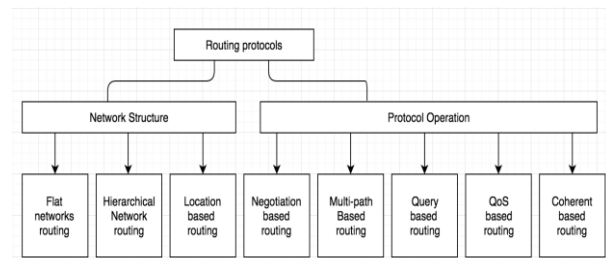 Routing protocols
Network Structure
Protocol Operation
Flat
networks
routing
Hierarchical
Network
routing
Location
based
routing
Negotiation
based
routing
Multi-path
Based
routing
Query
based
routing
QoS
based
routing
Coherent
based
routing